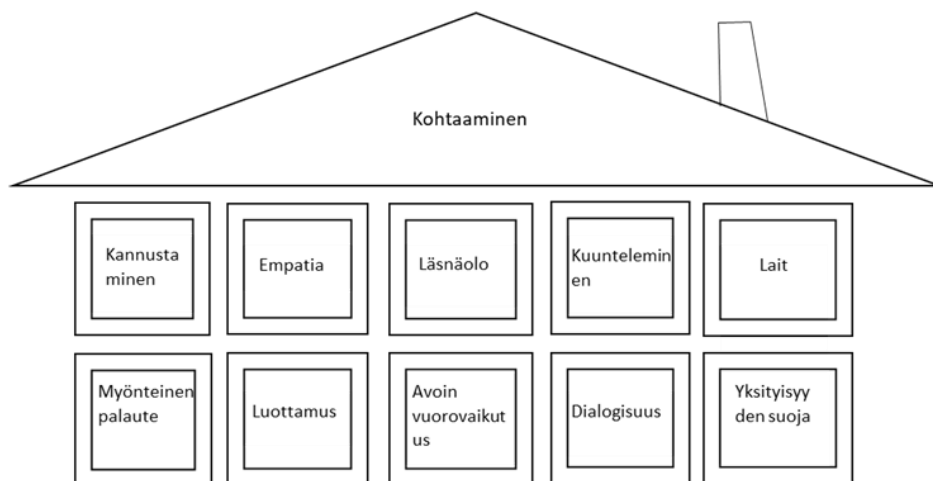 Kohtaaminen
Kannusta
minen
Empatia
Läsnäolo
Kuuntelemin
en
Lait
Myönteinen
palaute
Luottamus
Avoin
vuorovaikut
us
Dialogisuus
Yksityisyy
den suoja